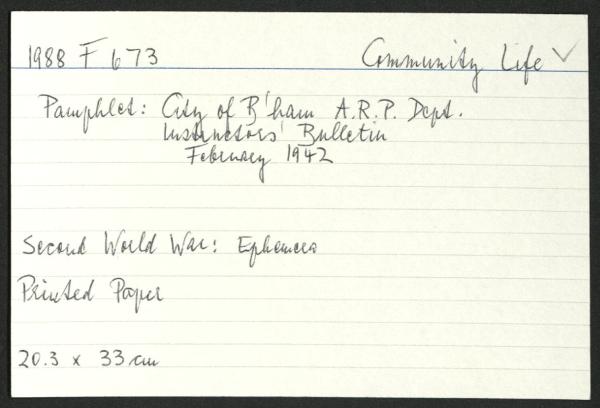 1988 F 673 Community Life ✓
Pamphlet: City of B'ham A.R.P. Dept.
Instructors' Bulletin
February 1942
Second World War: Ephemera
Printed Paper
20.3 x 33 cm